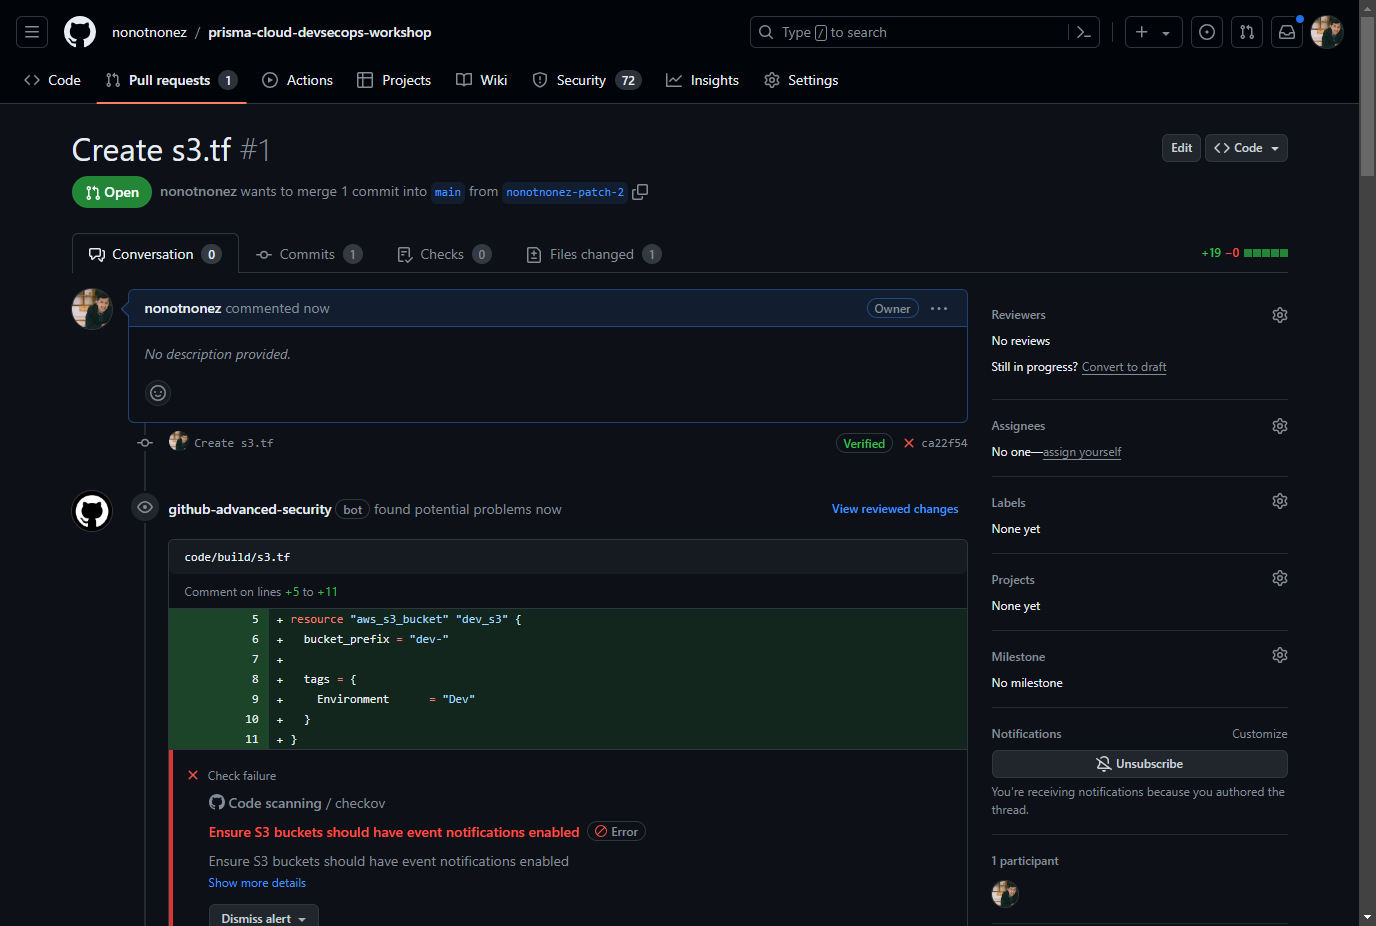 nonotnonez / prisma-cloud-devsecops-workshop
Type / to search
Code
Pull requests 1
Actions
Projects
Wiki
Security 72
Insights
Settings
Create s3.tf #1
Edit
<> Code
Open
nonotnonez wants to merge 1 commit into main from nonotnonez-patch-2
Conversation 0
Commits 1
Checks 0
Files changed 1
+19 −0
nonotnonez commented now
Owner
No description provided.
Create s3.tf
Verified
ca22f54
github-advanced-security bot found potential problems now
View reviewed changes
code/build/s3.tf
Comment on lines +5 to +11
5 + resource "aws_s3_bucket" "dev_s3" {
6 + bucket_prefix = "dev-"
7 +
8 + tags = {
9 + Environment = "Dev"
10 + }
11 + }
Check failure
Code scanning / checkov
Ensure S3 buckets should have event notifications enabled Error
Ensure S3 buckets should have event notifications enabled
Show more details
Dismiss alert
Reviewers
No reviews
Still in progress? Convert to draft
Assignees
No one—assign yourself
Labels
None yet
Projects
None yet
Milestone
No milestone
Notifications
Customize
Unsubscribe
You're receiving notifications because you authored the
thread.
1 participant